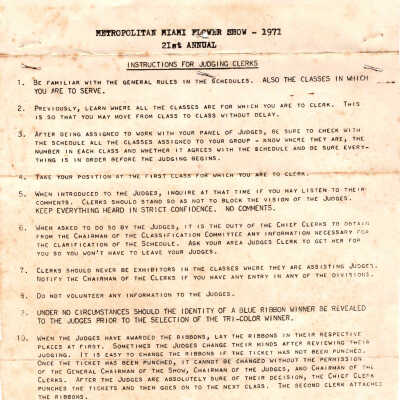 METROPOLITAN MIAMI FLOWER SHOW - 1971
21st ANNUAL
INSTRUCTIONS FOR JUDGING CLERKS
1. BE FAMILIAR WITH THE GENERAL RULES IN THE SCHEDULES. ALSO THE CLASSES IN WHICH
YOU ARE TO SERVE.
2. PREVIOUSLY, LEARN WHERE ALL THE CLASSES ARE FOR WHICH YOU ARE TO CLERK. THIS
IS SO THAT YOU MAY MOVE FROM CLASS TO CLASS WITHOUT DELAY.
3. AFTER BEING ASSIGNED TO WORK WITH YOUR PANEL OF JUDGES, BE SURE TO CHECK WITH
THE SCHEDULE ALL THE CLASSES ASSIGNED TO YOUR GROUP - KNOW WHERE THEY ARE, THE
NUMBER IN EACH CLASS AND WHETHER IT AGREES WITH THE SCHEDULE AND BE SURE EVERY-
THING IS IN ORDER BEFORE THE JUDGING BEGINS.
4. TAKE YOUR POSITION AT THE FIRST CLASS FOR WHICH YOU ARE TO CLERK.
5. WHEN INTRODUCED TO THE JUDGES, INQUIRE AT THAT TIME IF YOU MAY LISTEN TO THEIR
COMMENTS. CLERKS SHOULD STAND SO AS NOT TO BLOCK THE VISION OF THE JUDGES.
KEEP EVERYTHING HEARD IN STRICT CONFIDENCE. NO COMMENTS.
6. WHEN ASKED TO DO SO BY THE JUDGES, IT IS THE DUTY OF THE CHIEF CLERKS TO OBTAIN
FROM THE CHAIRMAN OF THE CLASSIFICATION COMMITTEE ANY INFORMATION NECESSARY FOR
THE CLARIFICATION OF THE SCHEDULE. ASK YOUR AREA JUDGES CLERK TO GET HER FOR
YOU SO YOU WON'T HAVE TO LEAVE YOUR JUDGES.
7. CLERKS SHOULD NEVER BE EXHIBITORS IN THE CLASSES WHERE THEY ARE ASSISTING JUDGES.
NOTIFY THE CHAIRMAN OF THE CLERKS IF YOU HAVE ANY ENTRY IN ANY OF THE DIVISIONS.
8. DO NOT VOLUNTEER ANY INFORMATION TO THE JUDGES.
9. UNDER NO CIRCUMSTANCES SHOULD THE IDENTITY OF A BLUE RIBBON WINNER BE REVEALED
TO THE JUDGES PRIOR TO THE SELECTION OF THE TRI-COLOR WINNER.
10. WHEN THE JUDGES HAVE AWARDED THE RIBBONS, LAY THE RIBBONS IN THEIR RESPECTIVE
PLACES AT FIRST. SOMETIMES THE JUDGES CHANGE THEIR MINDS AFTER REVIEWING THEIR
JUDGING. IT IS EASY TO CHANGE THE RIBBONS IF THE TICKET HAS NOT BEEN PUNCHED.
ONCE THE TICKET HAS BEEN PUNCHED, IT CANNOT BE CHANGED WITHOUT THE PERMISSION
OF THE GENERAL CHAIRMAN OF THE SHOW, CHAIRMAN OF THE JUDGES, AND CHAIRMAN OF THE
CLERKS. AFTER THE JUDGES ARE ABSOLUTELY SURE OF THEIR DECISION, THE CHIEF CLERK
PUNCHES THE TICKETS AND THEN GOES ON TO THE NEXT CLASS. THE SECOND CLERK ATTACHES
THE RIBBONS.